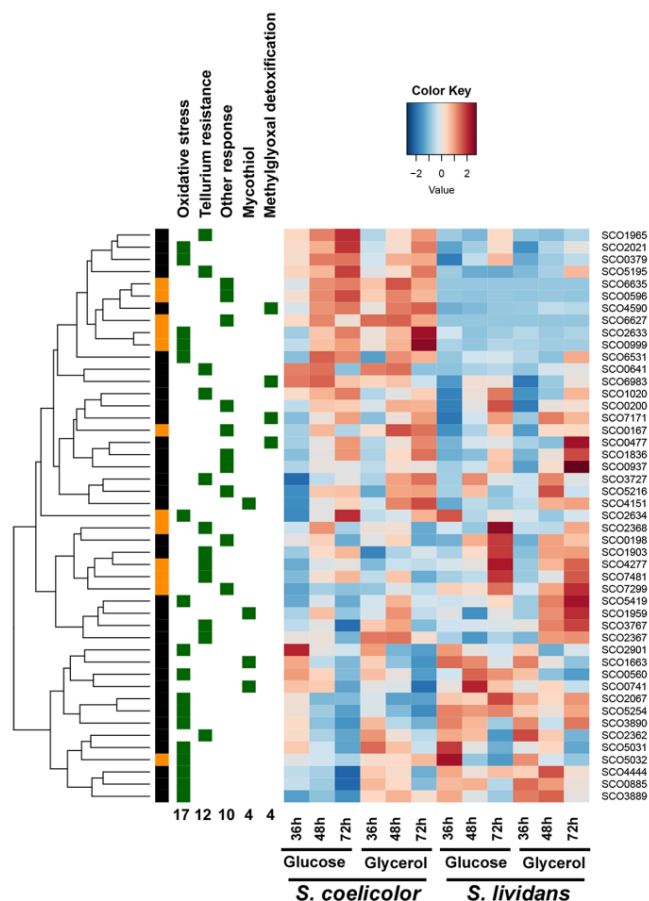 Oxidative stress
Tellurium resistance
Other response
Mycothiol
Methylglyoxal detoxification
Color Key
−2 0 2
Value
SCO1965
SCO2021
SCO0379
SCO5195
SCO6635
SCO0596
SCO4590
SCO6627
SCO2633
SCO0999
SCO6531
SCO0641
SCO6983
SCO1020
SCO0200
SCO7171
SCO0167
SCO0477
SCO1836
SCO0937
SCO3727
SCO5216
SCO4151
SCO2634
SCO2368
SCO0198
SCO1903
SCO4277
SCO7481
SCO7299
SCO5419
SCO1959
SCO3767
SCO2367
SCO2901
SCO1663
SCO0560
SCO0741
SCO2067
SCO5254
SCO3890
SCO2362
SCO5031
SCO5032
SCO4444
SCO0885
SCO3889
17 12 10 4 4
36h 48h 72h 36h 48h 72h 36h 48h 72h 36h 48h 72h
Glucose Glycerol Glucose Glycerol
S. coelicolor S. lividans